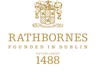 RATHBORNES
FOUNDED IN DUBLIN
1488